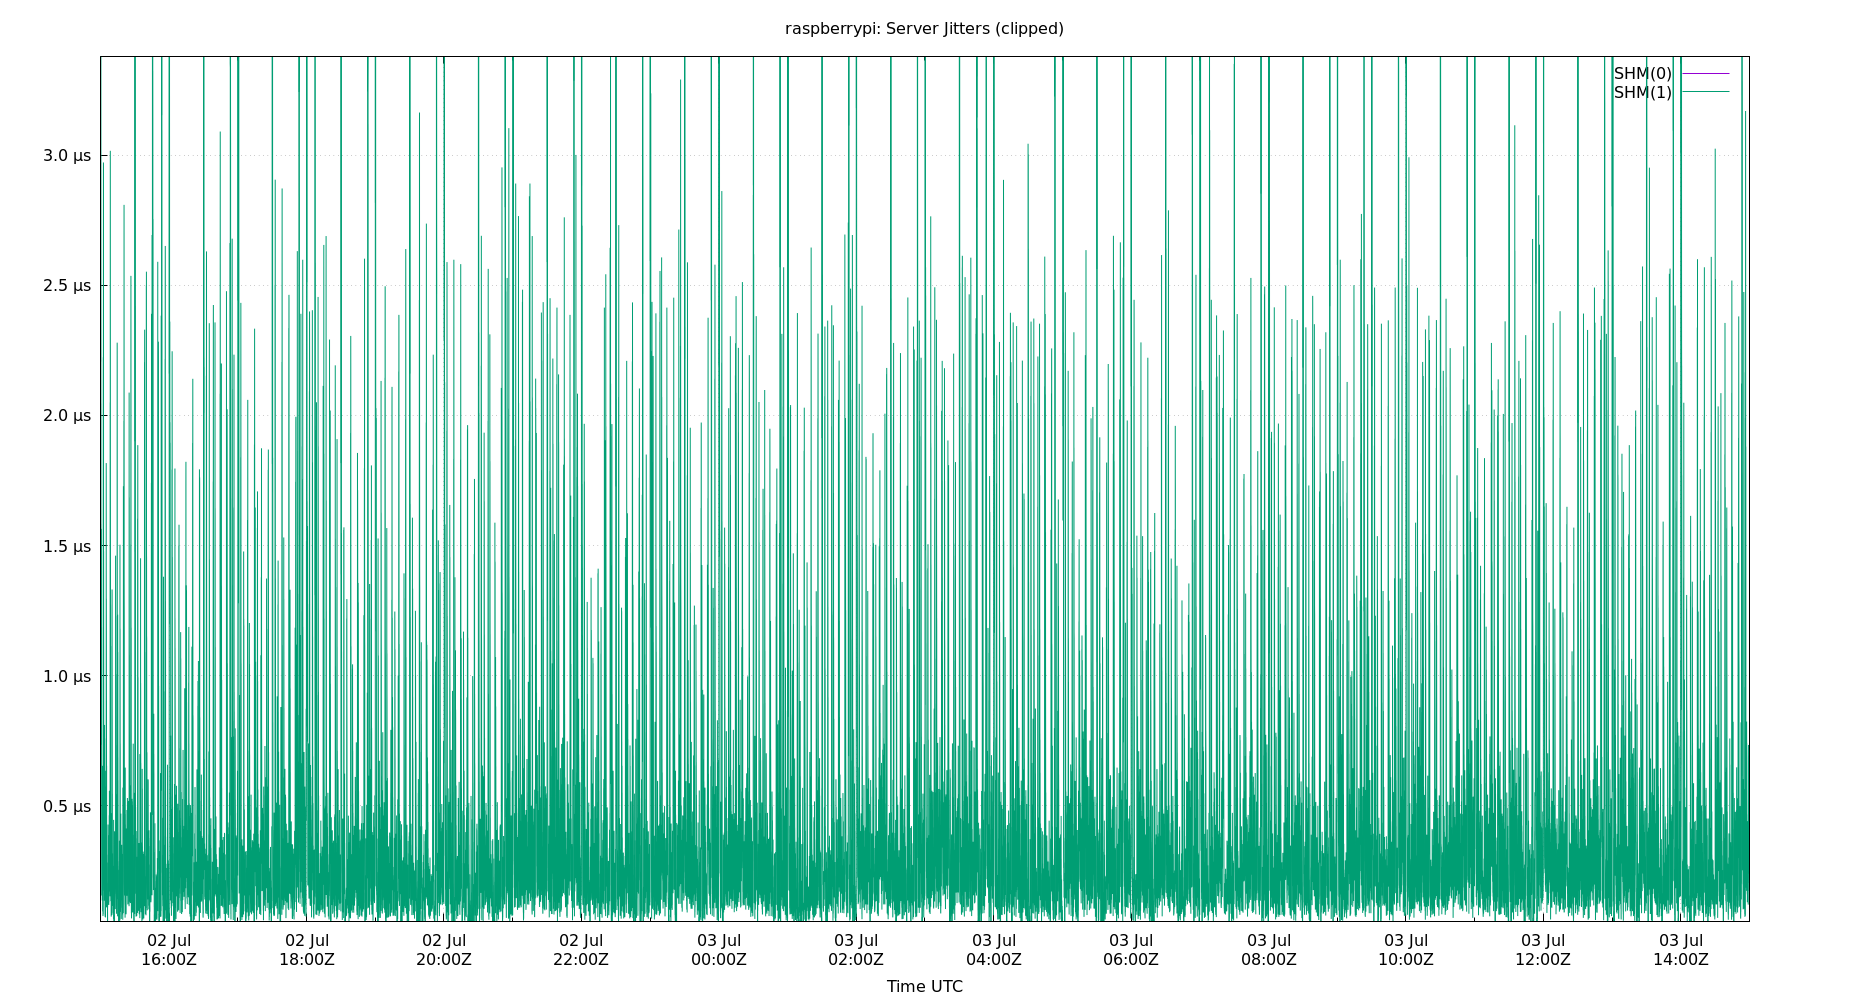 raspberrypi: Server Jitters (clipped)
SHM(0)
SHM(1)
3.0 µs
2.5 µs
2.0 µs
1.5 µs
1.0 µs
0.5 µs
02 Jul 02 Jul 02 Jul 02 Jul 03 Jul 03 Jul 03 Jul 03 Jul 03 Jul 03 Jul 03 Jul 03 Jul
16:00Z 18:00Z 20:00Z 22:00Z 00:00Z 02:00Z 04:00Z 06:00Z 08:00Z 10:00Z 12:00Z 14:00Z
Time UTC